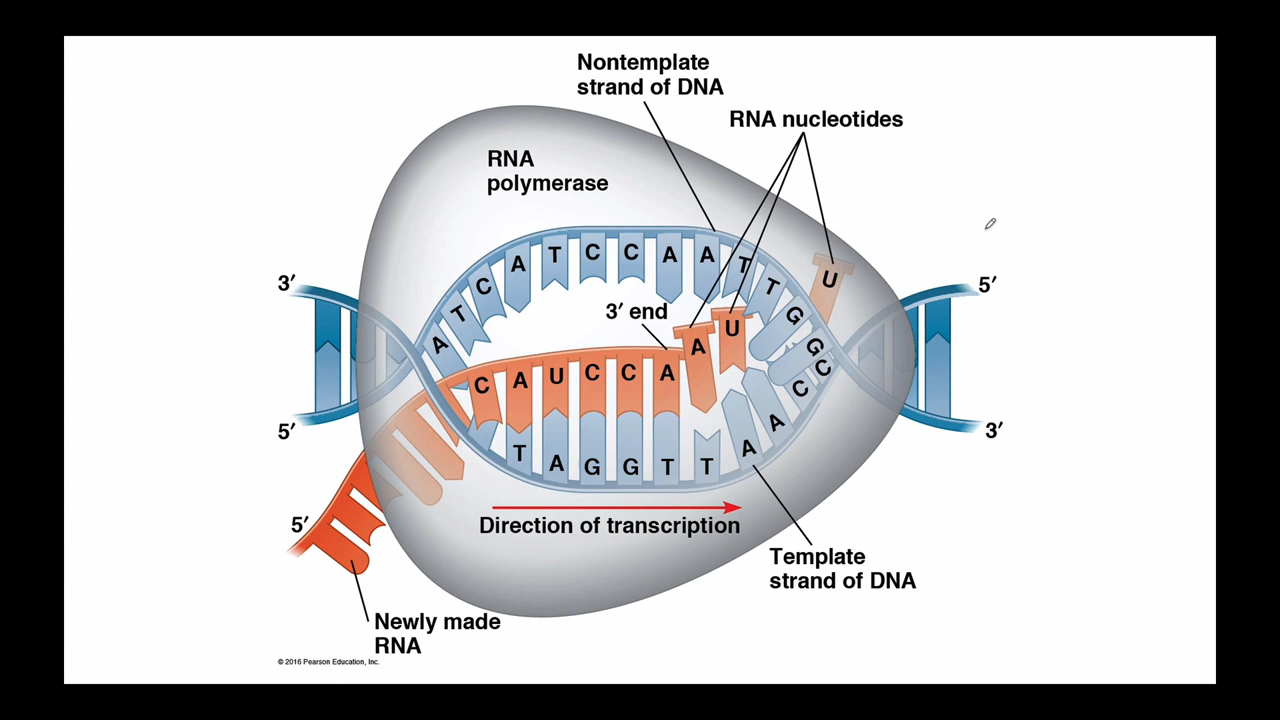 Nontemplate
strand of DNA
RNA nucleotides
RNA
polymerase
A T C A T C C A A T T G G
U
3′
5′
3′ end
A U
C A U C C A
C C A A
T A G G T T
5′
3′
5′
Direction of transcription
Template
strand of DNA
Newly made
RNA
© 2016 Pearson Education, Inc.